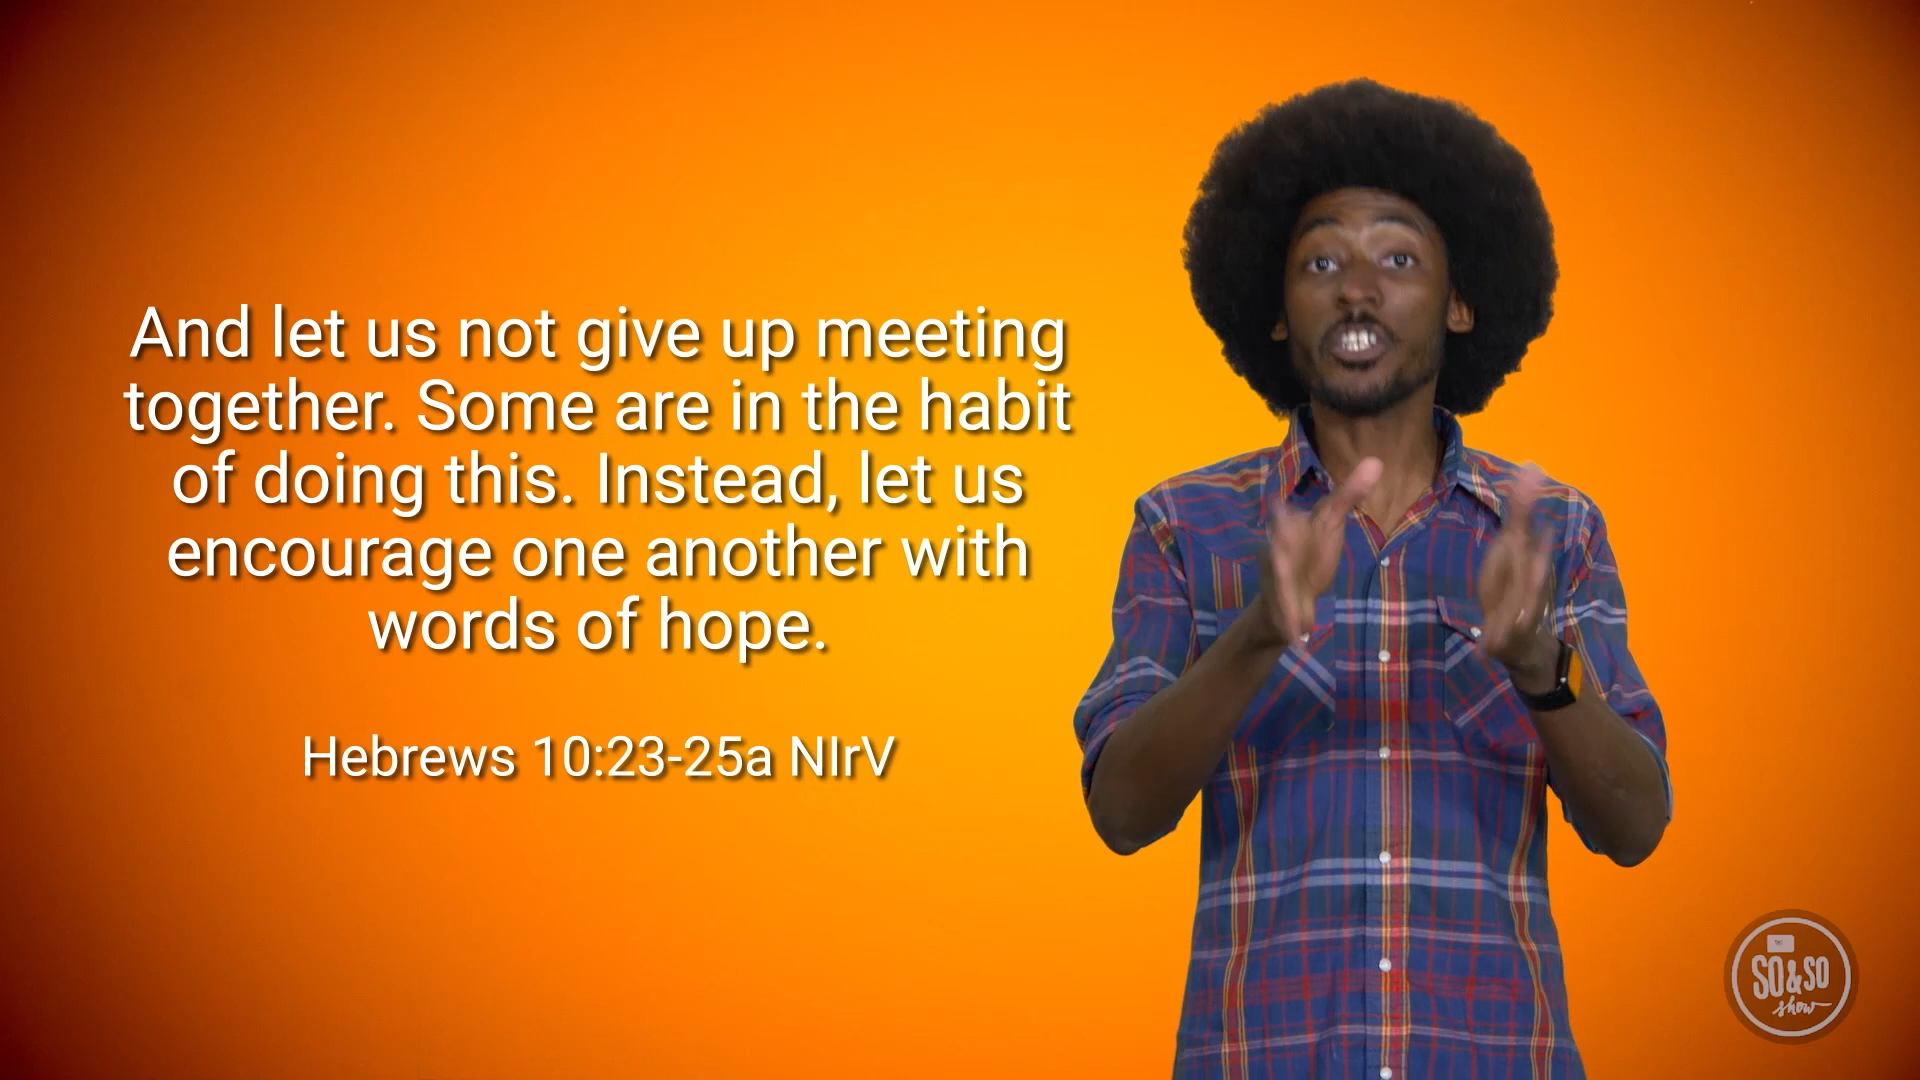 And let us not give up meeting
together. Some are in the habit
of doing this. Instead, let us
encourage one another with
words of hope.
Hebrews 10:23-25a NIrV
SO & SO
show